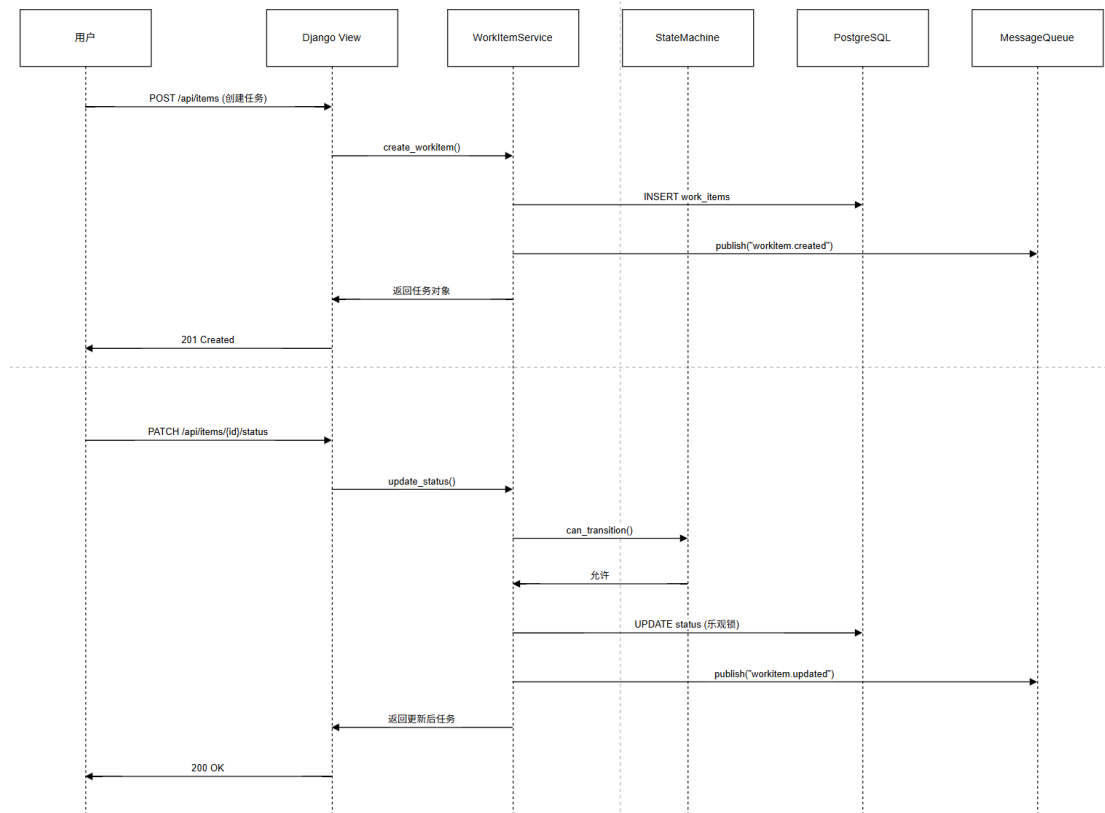 用户
Django View
WorkItemService
StateMachine
PostgreSQL
MessageQueue
POST /api/items (创建任务)
create_workitem()
INSERT work_items
publish("workitem.created")
返回任务对象
201 Created
PATCH /api/items/{id}/status
update_status()
can_transition()
允许
UPDATE status (乐观锁)
publish("workitem.updated")
返回更新后任务
200 OK